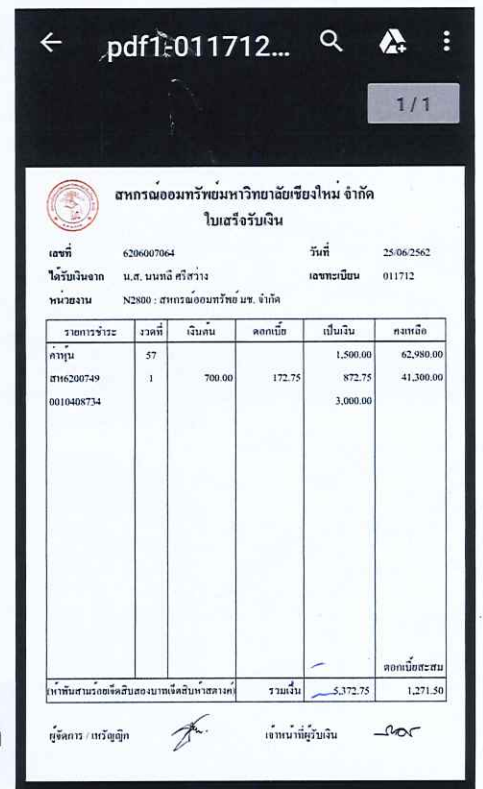 pdf1-011712...
1/1
สหกรณ์ออมทรัพย์มหาวิทยาลัยเชียงใหม่ จำกัด
ใบเสร็จรับเงิน
เลขที่ 6206007064 วันที่ 25/06/2562
ได้รับเงินจาก น.ส. นนทลี ศรีสว่าง เลขทะเบียน 011712
หน่วยงาน N2800 : สหกรณ์ออมทรัพย์ มช. จำกัด
รายการชำระ งวดที่ เงินต้น ดอกเบี้ย เป็นเงิน คงเหลือ
ค่าหุ้น 57 1,500.00 62,980.00
สห6200749 1 700.00 172.75 872.75 41,300.00
0010408734 3,000.00
ดอกเบี้ยสะสม
(ห้าพันสามร้อยเจ็ดสิบสองบาทเจ็ดสิบห้าสตางค์) รวมเงิน 5,372.75 1,271.50
ผู้จัดการ / เหรัญญิก เจ้าหน้าที่ผู้รับเงิน